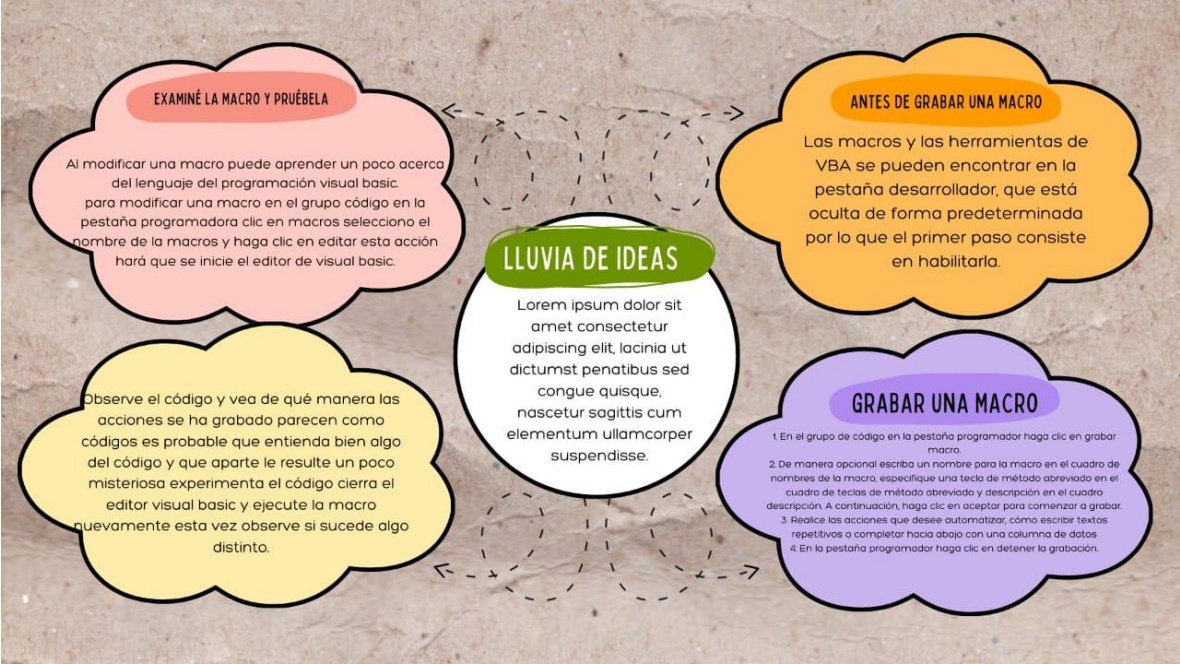 EXAMINÉ LA MACRO Y PRUÉBELA
Al modificar una macro puede aprender un poco acerca
del lenguaje del programación visual basic.
para modificar una macro en el grupo código en la
pestaña programadora clic en macros selecciono el
nombre de la macros y haga clic en editar esta acción
hará que se inicie el editor de visual basic.
ANTES DE GRABAR UNA MACRO
Las macros y las herramientas de
VBA se pueden encontrar en la
pestaña desarrollador, que está
oculta de forma predeterminada
por lo que el primer paso consiste
en habilitarla.
LLUVIA DE IDEAS
Lorem ipsum dolor sit
amet consectetur
adipiscing elit, lacinia ut
dictumst penatibus sed
congue quisque,
nascetur sagittis cum
elementum ullamcorper
suspendisse.
Observe el código y vea de qué manera las
acciones se ha grabado parecen como
códigos es probable que entienda bien algo
del código y que aparte le resulte un poco
misteriosa experimenta el código cierra el
editor visual basic y ejecute la macro
nuevamente esta vez observe si sucede algo
distinto.
GRABAR UNA MACRO
1. En el grupo de código en la pestaña programador haga clic en grabar
macro.
2. De manera opcional escriba un nombre para la macro en el cuadro de
nombres de la macro, especifique una tecla de método abreviado en el
cuadro de teclas de método abreviado y descripción en el cuadro
descripción. A continuación, haga clic en aceptar para comenzar a grabar.
3. Realice las acciones que desee automatizar, cómo escribir textos
repetitivos o completar hacia abajo con una columna de datos
4. En la pestaña programador haga clic en detener la grabación.